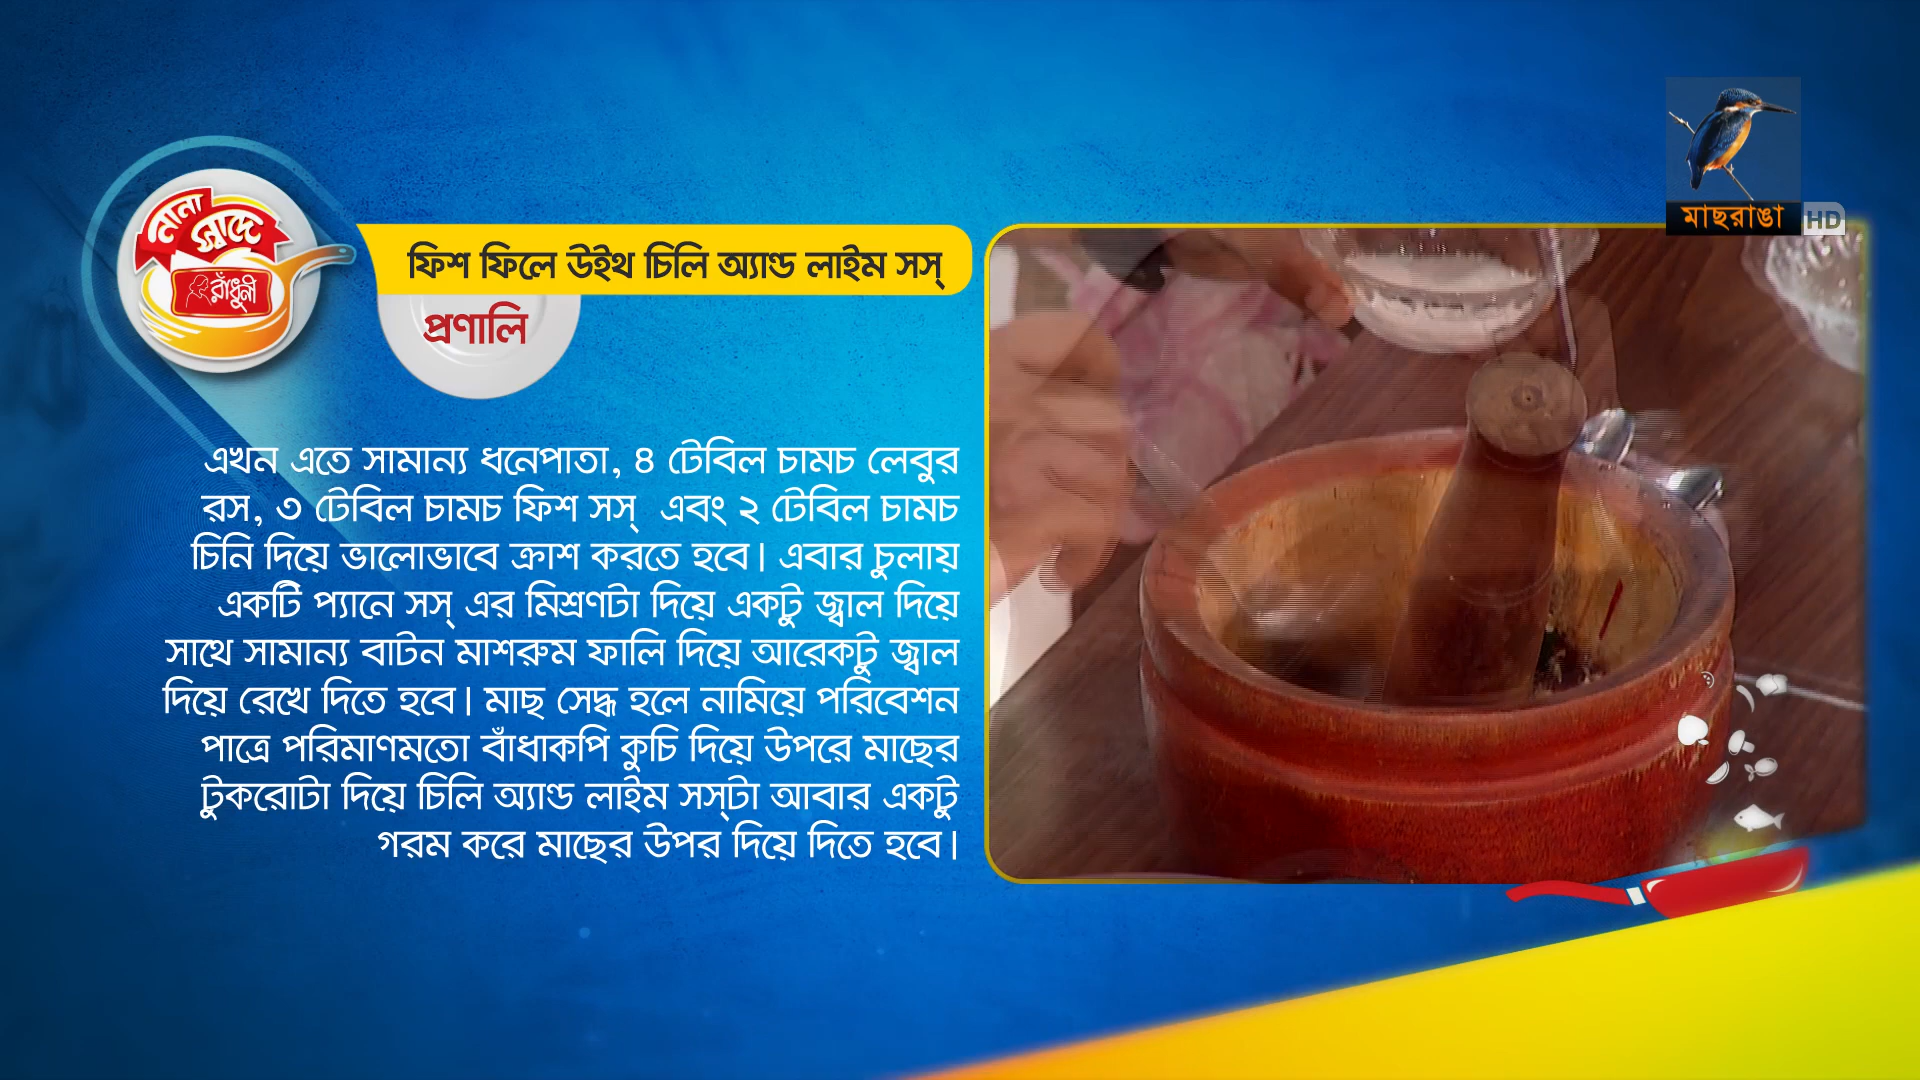 নানা
স্বাদে
রাঁধুনী
মাছরাঙা HD
ফিশ ফিলে উইথ চিলি অ্যাণ্ড লাইম সস্
প্রণালি
এখন এতে সামান্য ধনেপাতা, ৪ টেবিল চামচ লেবুর
রস, ৩ টেবিল চামচ ফিশ সস্ এবং ২ টেবিল চামচ
চিনি দিয়ে ভালোভাবে ক্রাশ করতে হবে। এবার চুলায়
একটি প্যানে সস্ এর মিশ্রণটা দিয়ে একটু জ্বাল দিয়ে
সাথে সামান্য বাটন মাশরুম ফালি দিয়ে আরেকটু জ্বাল
দিয়ে রেখে দিতে হবে। মাছ সেদ্ধ হলে নামিয়ে পরিবেশন
পাত্রে পরিমাণমতো বাঁধাকপি কুচি দিয়ে উপরে মাছের
টুকরোটা দিয়ে চিলি অ্যাণ্ড লাইম সস্‌টা আবার একটু
গরম করে মাছের উপর দিয়ে দিতে হবে।